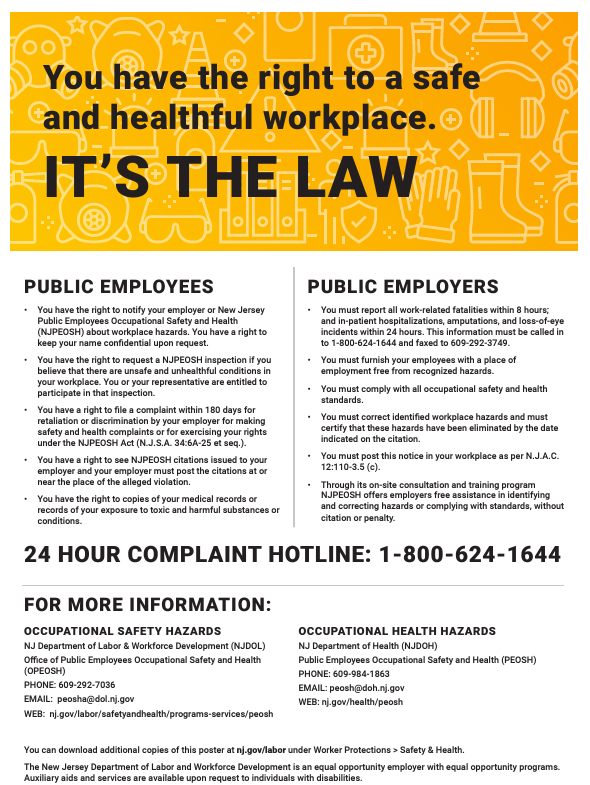 You have the right to a safe
and healthful workplace.
IT'S THE LAW
PUBLIC EMPLOYEES
• You have the right to notify your employer or New Jersey
Public Employees Occupational Safety and Health
(NJPEOSH) about workplace hazards. You have a right to
keep your name confidential upon request.
• You have the right to request a NJPEOSH inspection if you
believe that there are unsafe and unhealthful conditions in
your workplace. You or your representative are entitled to
participate in that inspection.
• You have a right to file a complaint within 180 days for
retaliation or discrimination by your employer for making
safety and health complaints or for exercising your rights
under the NJPEOSH Act (N.J.S.A. 34:6A-25 et seq.).
• You have a right to see NJPEOSH citations issued to your
employer and your employer must post the citations at or
near the place of the alleged violation.
• You have the right to copies of your medical records or
records of your exposure to toxic and harmful substances or
conditions.
PUBLIC EMPLOYERS
• You must report all work-related fatalities within 8 hours;
and in-patient hospitalizations, amputations, and loss-of-eye
incidents within 24 hours. This information must be called in
to 1-800-624-1644 and faxed to 609-292-3749.
• You must furnish your employees with a place of
employment free from recognized hazards.
• You must comply with all occupational safety and health
standards.
• You must correct identified workplace hazards and must
certify that these hazards have been eliminated by the date
indicated on the citation.
• You must post this notice in your workplace as per N.J.A.C.
12:110-3.5 (c).
• Through its on-site consultation and training program
NJPEOSH offers employers free assistance in identifying
and correcting hazards or complying with standards, without
citation or penalty.
24 HOUR COMPLAINT HOTLINE: 1-800-624-1644
FOR MORE INFORMATION:
OCCUPATIONAL SAFETY HAZARDS
NJ Department of Labor & Workforce Development (NJDOL)
Office of Public Employees Occupational Safety and Health
(OPEOSH)
PHONE: 609-292-7036
EMAIL: peosha@dol.nj.gov
WEB: nj.gov/labor/safetyandhealth/programs-services/peosh
OCCUPATIONAL HEALTH HAZARDS
NJ Department of Health (NJDOH)
Public Employees Occupational Safety and Health (PEOSH)
PHONE: 609-984-1863
EMAIL: peosh@doh.nj.gov
WEB: nj.gov/health/peosh
You can download additional copies of this poster at nj.gov/labor under Worker Protections > Safety & Health.
The New Jersey Department of Labor and Workforce Development is an equal opportunity employer with equal opportunity programs.
Auxiliary aids and services are available upon request to individuals with disabilities.